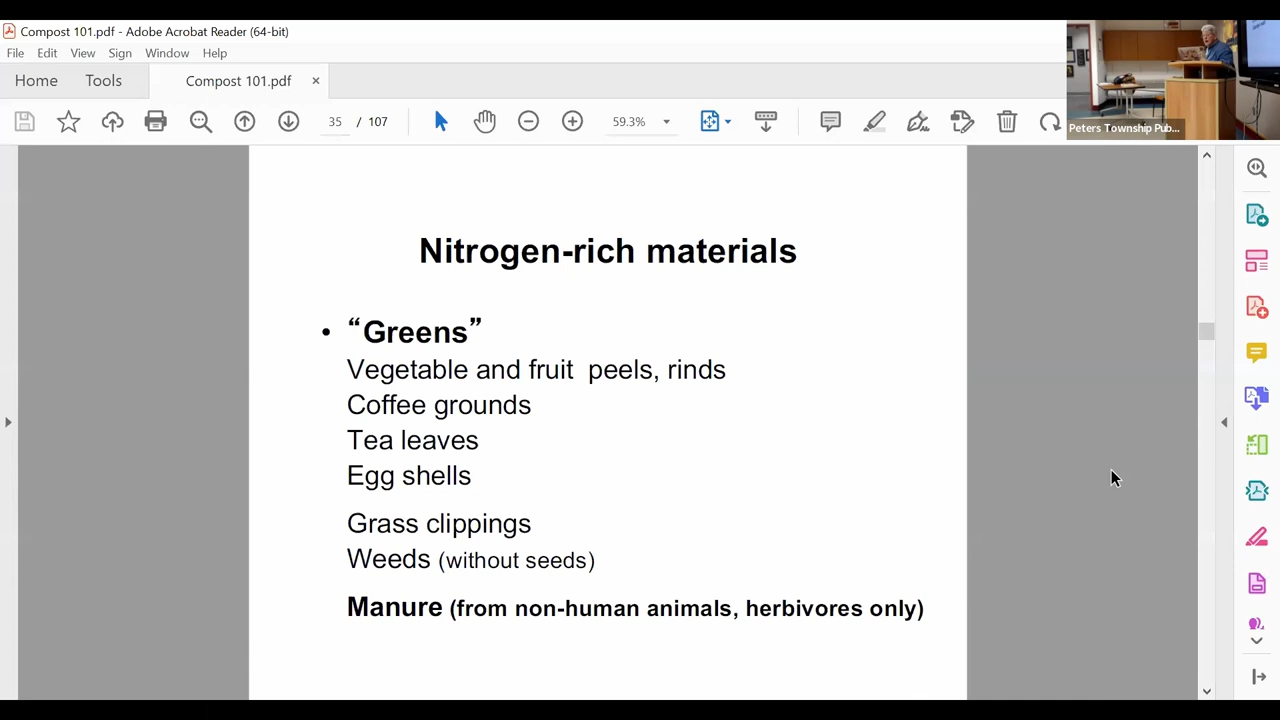 Compost 101.pdf - Adobe Acrobat Reader (64-bit)
File Edit View Sign Window Help
Home Tools Compost 101.pdf ×
35 / 107 59.3%
Peters Township Pub...
Nitrogen-rich materials
• “Greens”
Vegetable and fruit peels, rinds
Coffee grounds
Tea leaves
Egg shells
Grass clippings
Weeds (without seeds)
Manure (from non-human animals, herbivores only)